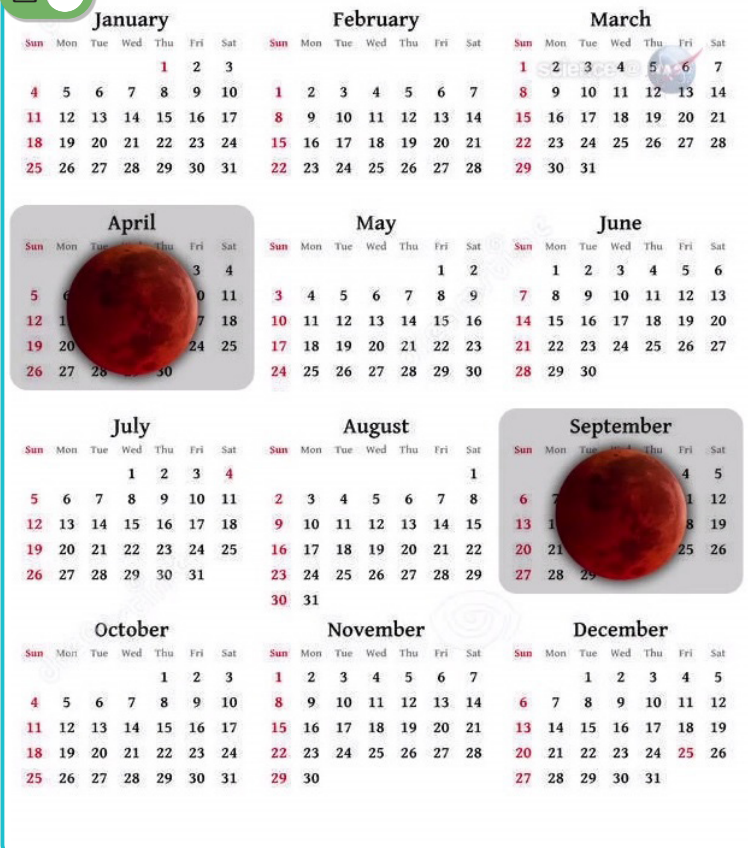 January
Sun Mon Tue Wed Thu Fri Sat
1 2 3
4 5 6 7 8 9 10
11 12 13 14 15 16 17
18 19 20 21 22 23 24
25 26 27 28 29 30 31
February
Sun Mon Tue Wed Thu Fri Sat
1 2 3 4 5 6 7
8 9 10 11 12 13 14
15 16 17 18 19 20 21
22 23 24 25 26 27 28
March
Sun Mon Tue Wed Thu Fri Sat
1 2 3 4 5 6 7
science @ NASA
8 9 10 11 12 13 14
15 16 17 18 19 20 21
22 23 24 25 26 27 28
29 30 31
April
Sun Mon Tue Thu Fri Sat
3 4
5 11
12 18
19 20 24 25
26 27 28 30
May
Sun Mon Tue Wed Thu Fri Sat
1 2
3 4 5 6 7 8 9
10 11 12 13 14 15 16
17 18 19 20 21 22 23
24 25 26 27 28 29 30
June
Sun Mon Tue Wed Thu Fri Sat
1 2 3 4 5 6
7 8 9 10 11 12 13
14 15 16 17 18 19 20
21 22 23 24 25 26 27
28 29 30
July
Sun Mon Tue Wed Thu Fri Sat
1 2 3 4
5 6 7 8 9 10 11
12 13 14 15 16 17 18
19 20 21 22 23 24 25
26 27 28 29 30 31
August
Sun Mon Tue Wed Thu Fri Sat
1
2 3 4 5 6 7 8
9 10 11 12 13 14 15
16 17 18 19 20 21 22
23 24 25 26 27 28 29
30 31
September
Sun Mon Tue Wed Thu Fri Sat
4 5
6 7 12
13 19
20 21 25 26
27 28 29
October
Sun Mon Tue Wed Thu Fri Sat
1 2 3
4 5 6 7 8 9 10
11 12 13 14 15 16 17
18 19 20 21 22 23 24
25 26 27 28 29 30 31
November
Sun Mon Tue Wed Thu Fri Sat
1 2 3 4 5 6 7
8 9 10 11 12 13 14
15 16 17 18 19 20 21
22 23 24 25 26 27 28
29 30
December
Sun Mon Tue Wed Thu Fri Sat
1 2 3 4 5
6 7 8 9 10 11 12
13 14 15 16 17 18 19
20 21 22 23 24 25 26
27 28 29 30 31